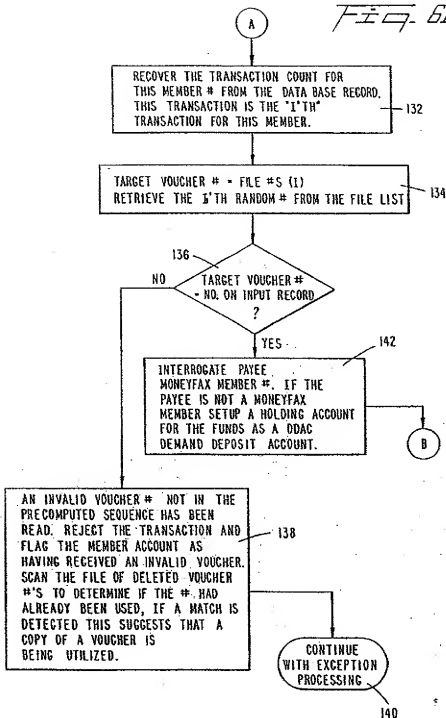 Fig. 6
A
RECOVER THE TRANSACTION COUNT FOR
THIS MEMBER # FROM THE DATA BASE RECORD.
THIS TRANSACTION IS THE "I'TH"
TRANSACTION FOR THIS MEMBER.
132
TARGET VOUCHER # - FILE #S (I)
RETRIEVE THE I'TH RANDOM # FROM THE FILE LIST
134
136
NO
TARGET VOUCHER #
- NO. ON INPUT RECORD
?
YES
142
INTERROGATE PAYEE
MONEYFAX MEMBER #. IF THE
PAYEE IS NOT A MONEYFAX
MEMBER SETUP A HOLDING ACCOUNT
FOR THE FUNDS AS A DDAC
DEMAND DEPOSIT ACCOUNT.
B
AN INVALID VOUCHER # NOT IN THE
PRECOMPUTED SEQUENCE HAS BEEN
READ. REJECT THE TRANSACTION AND
FLAG THE MEMBER ACCOUNT AS
HAVING RECEIVED AN INVALID VOUCHER.
SCAN THE FILE OF DELETED VOUCHER
#'S TO DETERMINE IF THE # HAD
ALREADY BEEN USED, IF A MATCH IS
DETECTED THIS SUGGESTS THAT A
COPY OF A VOUCHER IS
BEING UTILIZED.
138
CONTINUE
WITH EXCEPTION
PROCESSING
140